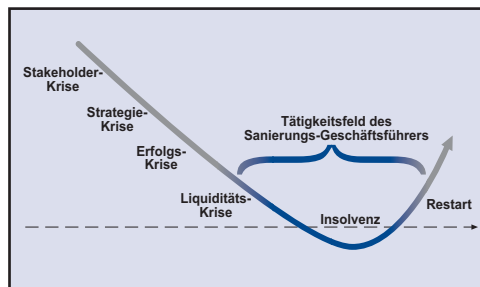 Stakeholder-
Krise
Strategie-
Krise
Erfolgs-
Krise
Liquiditäts-
Krise
Tätigkeitsfeld des
Sanierungs-Geschäftsführers
Insolvenz
Restart